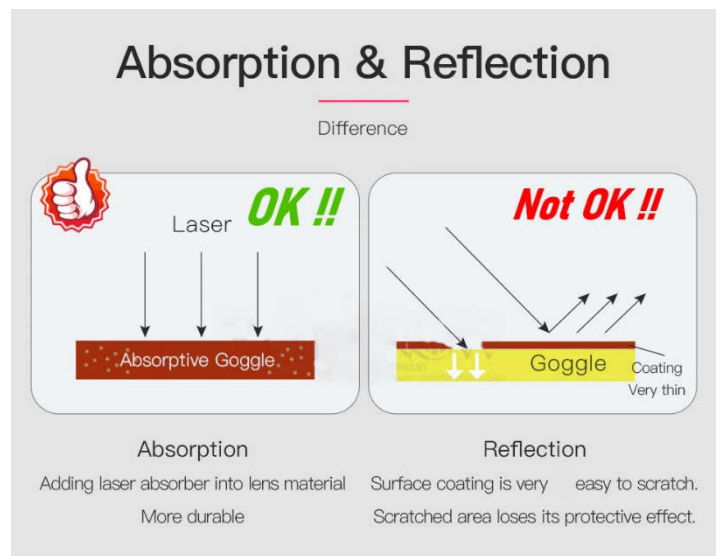 Absorption & Reflection
Difference
OK !!
Laser
Absorptive Goggle
Not OK !!
Goggle
Coating
Very thin
Absorption
Adding laser absorber into lens material
More durable
Reflection
Surface coating is very easy to scratch.
Scratched area loses its protective effect.